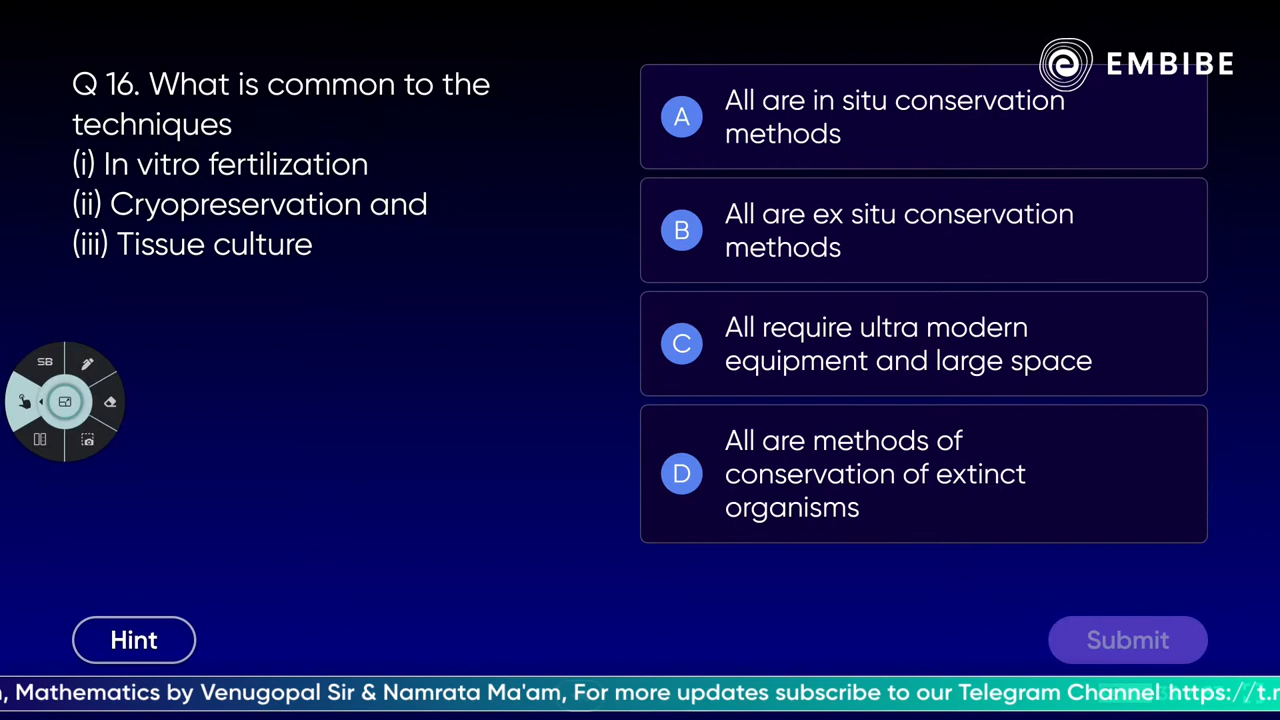 EMBIBE
Q 16. What is common to the
techniques
(i) In vitro fertilization
(ii) Cryopreservation and
(iii) Tissue culture
A
All are in situ conservation
methods
B
All are ex situ conservation
methods
C
All require ultra modern
equipment and large space
D
All are methods of
conservation of extinct
organisms
SB
Hint
Submit
, Mathematics by Venugopal Sir & Namrata Ma'am, For more updates subscribe to our Telegram Channel https://t.